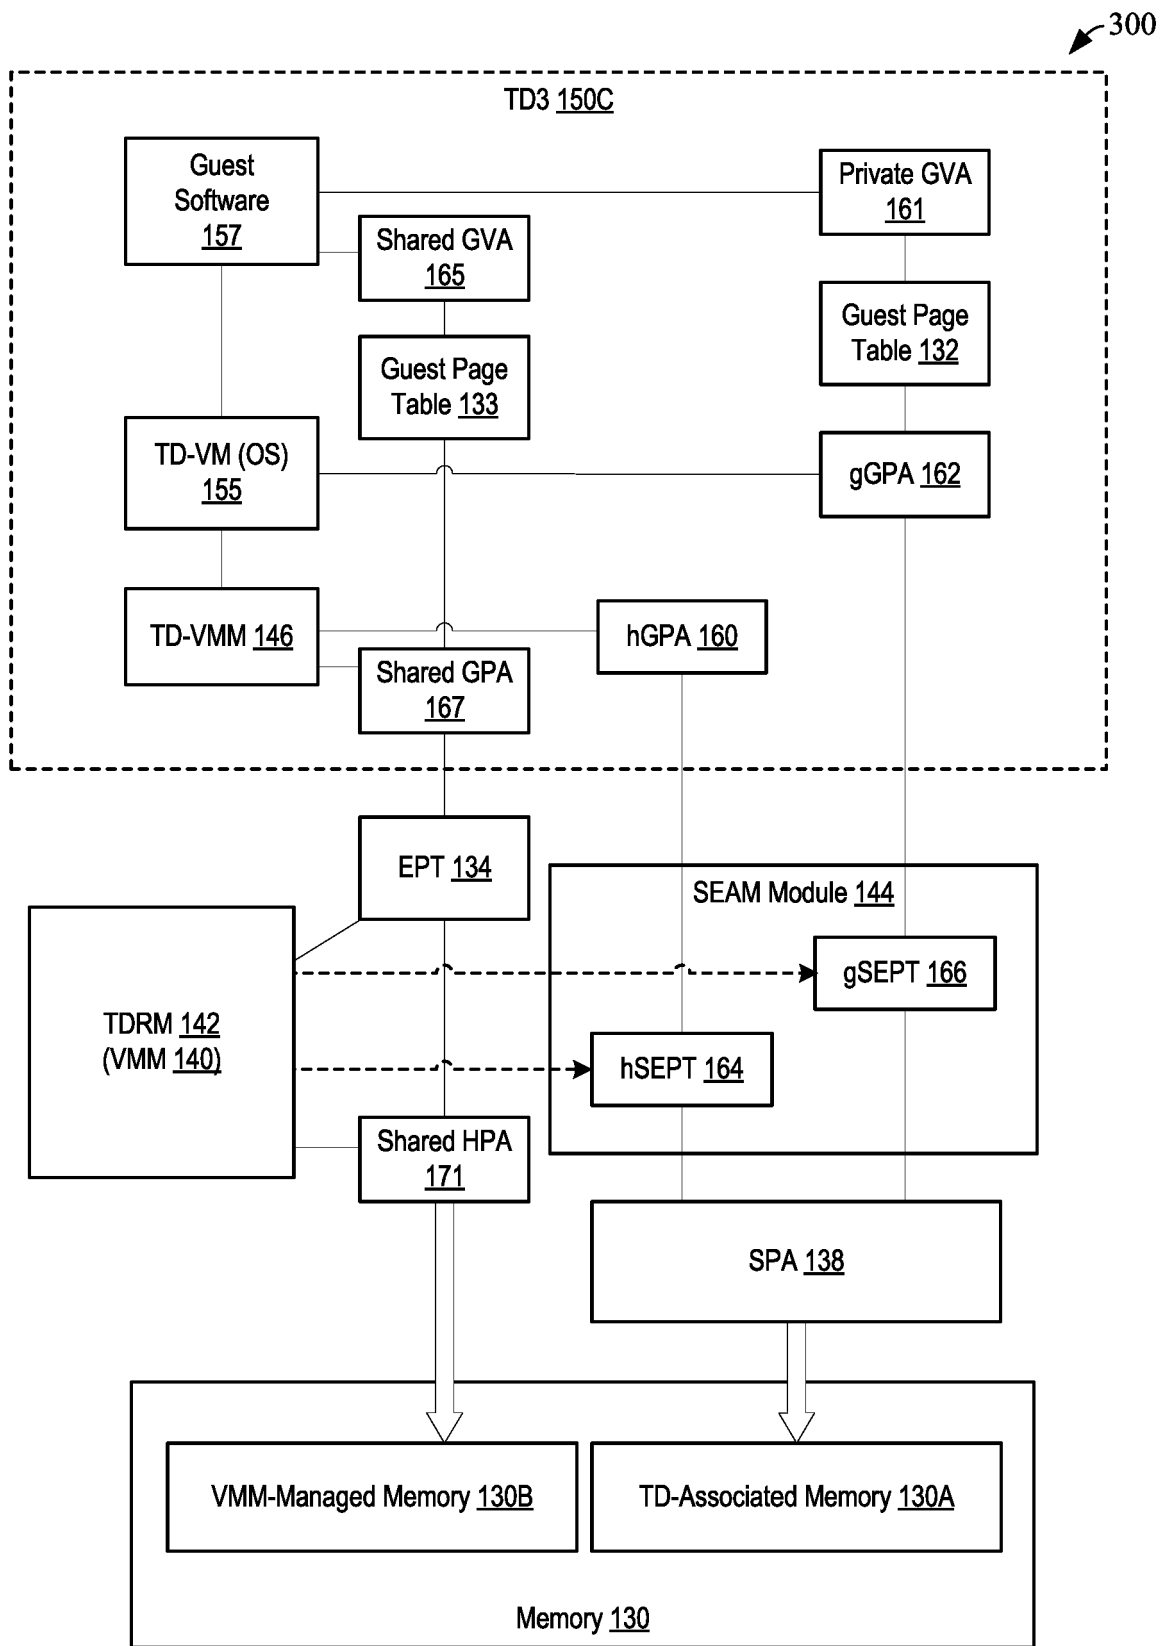 300
TD3 150C
Guest
Software
157
Private GVA
161
Shared GVA
165
Guest Page
Table 132
Guest Page
Table 133
TD-VM (OS)
155
gGPA 162
TD-VMM 146
hGPA 160
Shared GPA
167
EPT 134
SEAM Module 144
gSEPT 166
TDRM 142
(VMM 140)
hSEPT 164
Shared HPA
171
SPA 138
VMM-Managed Memory 130B
TD-Associated Memory 130A
Memory 130